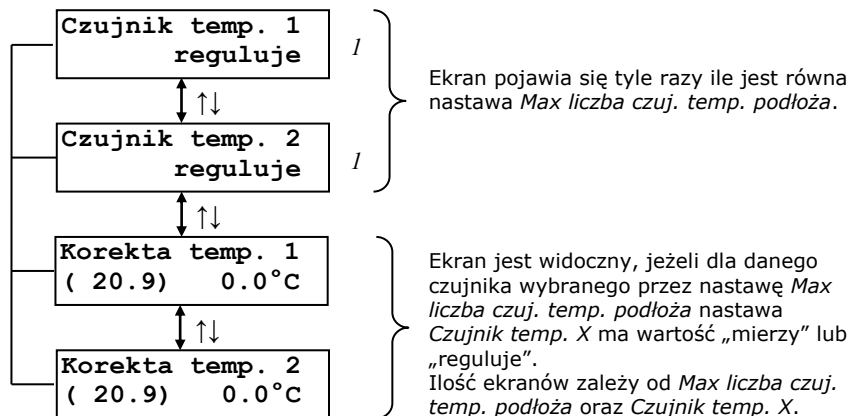 Czujnik temp. 1
reguluje
1
↑↓
Ekran pojawia się tyle razy ile jest równa
nastawa Max liczba czuj. temp. podłoża.
Czujnik temp. 2
reguluje
1
↑↓
Korekta temp. 1
( 20.9) 0.0°C
↑↓
Korekta temp. 2
( 20.9) 0.0°C
Ekran jest widoczny, jeżeli dla danego
czujnika wybranego przez nastawę Max
liczba czuj. temp. podłoża nastawa
Czujnik temp. X ma wartość „mierzy” lub
„reguluje”.
Ilość ekranów zależy od Max liczba czuj.
temp. podłoża oraz Czujnik temp. X.